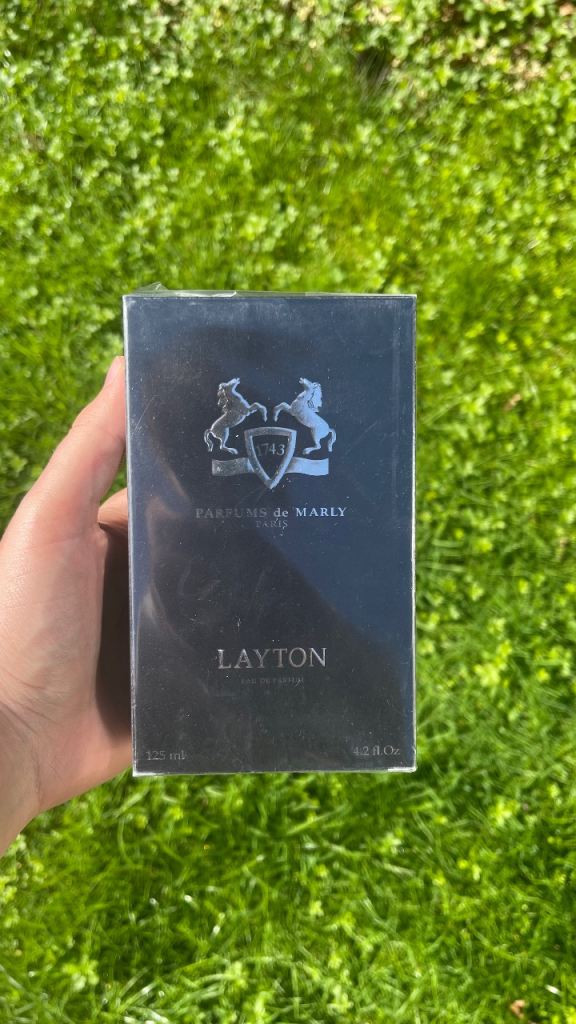 1743
PARFUMS de MARLY
PARIS
LAYTON
EAU DE PARFUM
125 ml
4.2 fl.Oz